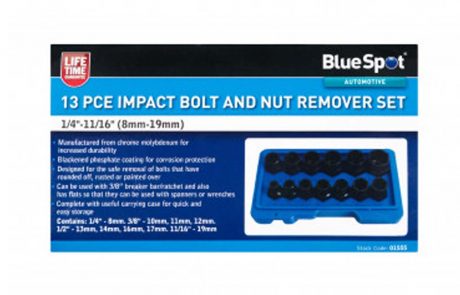 LIFE
TIME
GUARANTEE
BlueSpot
AUTOMOTIVE
13 PCE IMPACT BOLT AND NUT REMOVER SET
1/4"-11/16" (8mm-19mm)
• Manufactured from chrome molybdenum for
increased durability
• Blackened phosphate coating for corrosion protection
• Designed for the safe removal of bolts that have
rounded off, rusted or painted over
• Can be used with 3/8" breaker bar/ratchet and also
has flats so that they can be used with spanners or wrenches
• Complete with useful carrying case for quick and
easy storage
Contains: 1/4" - 8mm. 3/8" - 10mm, 11mm, 12mm.
1/2" - 13mm, 14mm, 16mm, 17mm. 11/16" - 19mm
Stock Code: 01505